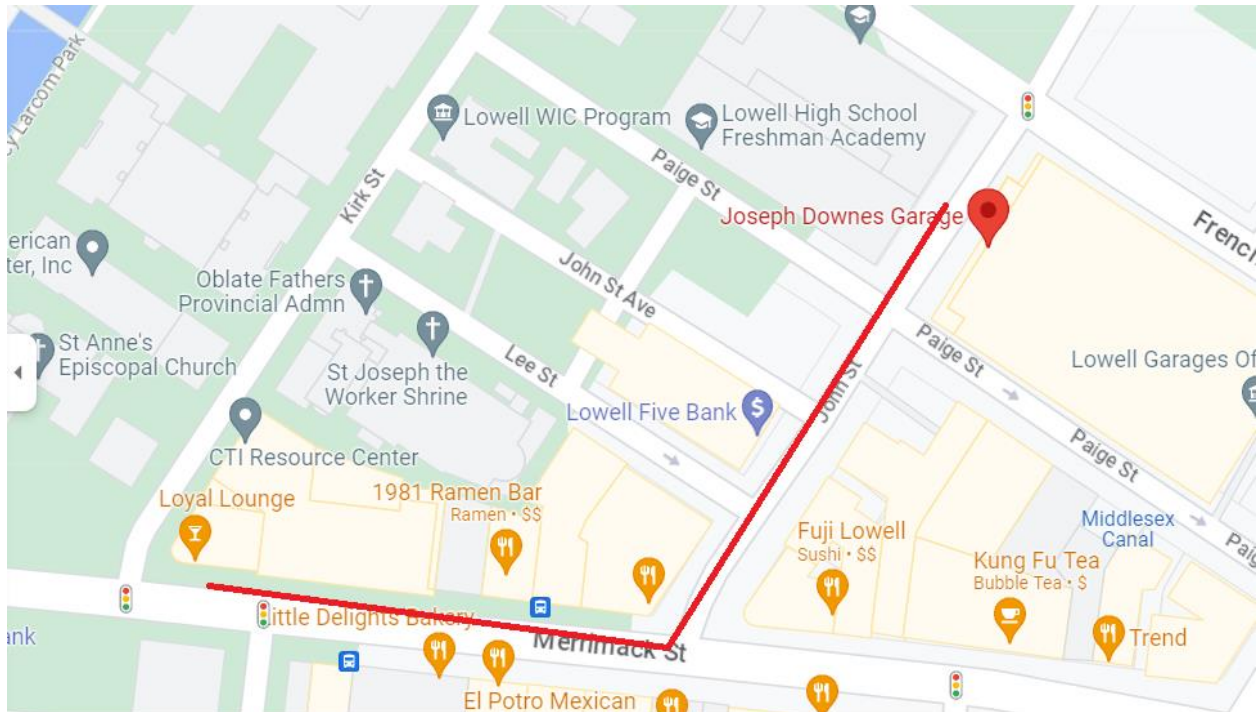 ey Larcom Park
Lowell WIC Program
Lowell High School
Freshman Academy
Paige St
Kirk St
Joseph Downes Garage
French
erican
ter, Inc
Oblate Fathers
Provincial Admn
John St Ave
St Anne's
Episcopal Church
St Joseph the
Worker Shrine
Lee St
Paige St
Lowell Garages Of
Lowell Five Bank
John St
CTI Resource Center
Paige St
Loyal Lounge
1981 Ramen Bar
Ramen • $$
Fuji Lowell
Sushi • $$
Middlesex
Canal
Kung Fu Tea
Bubble Tea • $
Paig
Little Delights Bakery
Merrimack St
Trend
ank
El Potro Mexican